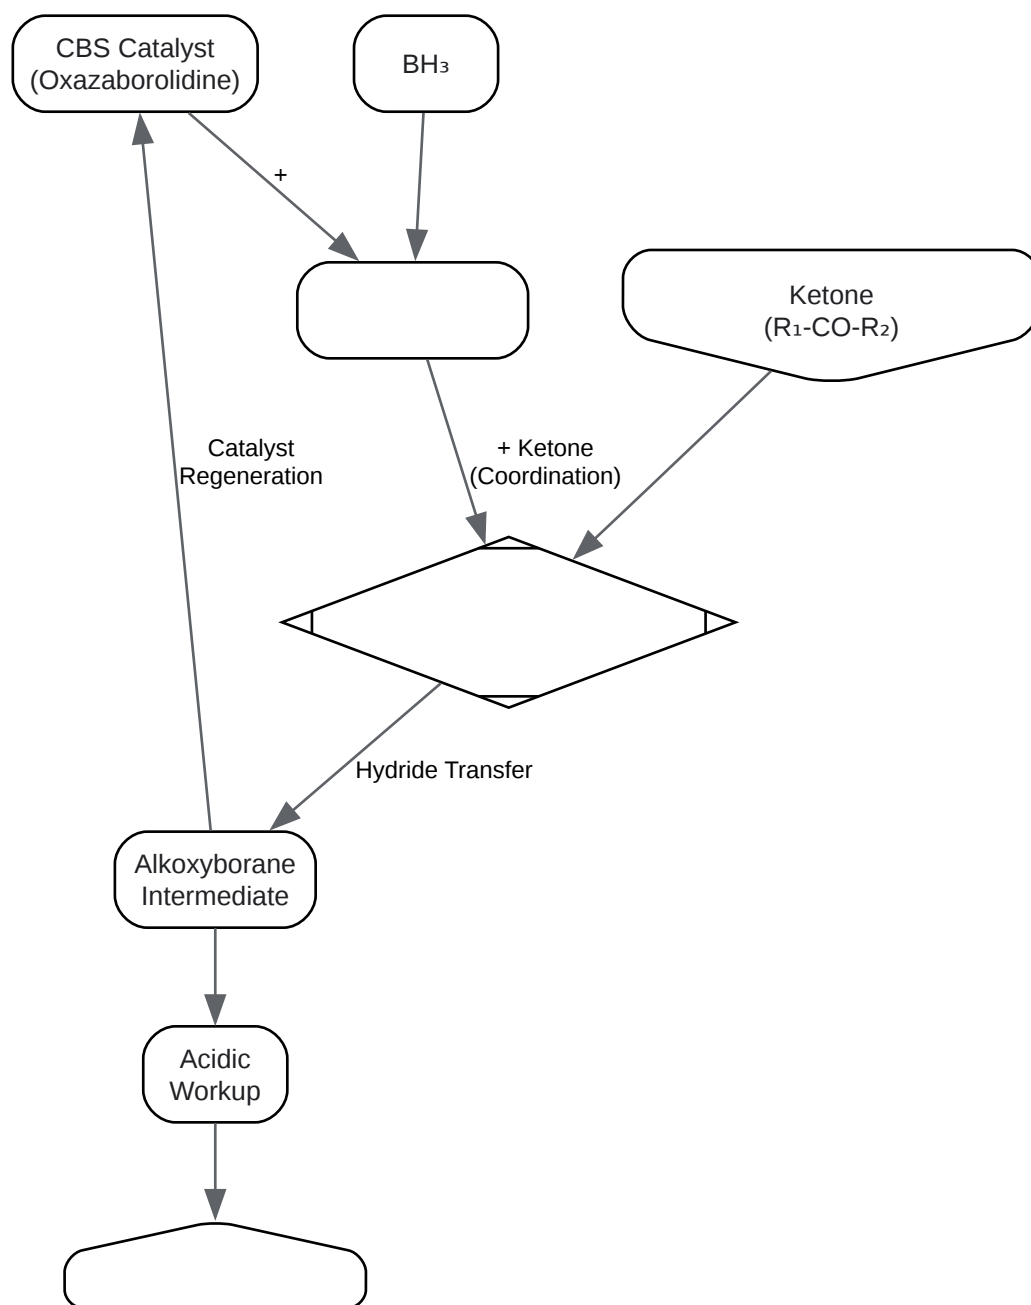 CBS Catalyst
(Oxazaborolidine)
BH₃
+
Ketone
(R₁-CO-R₂)
Catalyst
Regeneration
+ Ketone
(Coordination)
Hydride Transfer
Alkoxyborane
Intermediate
Acidic
Workup